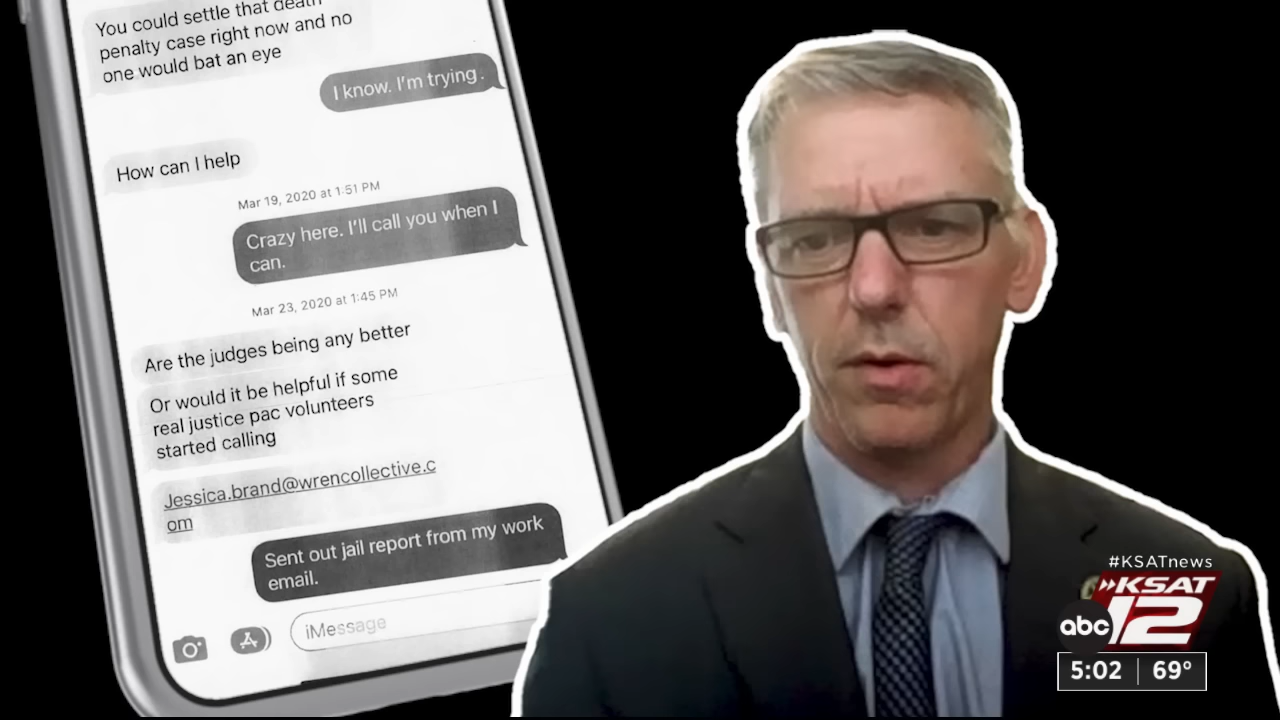 You could settle that death
penalty case right now and no
one would bat an eye
I know. I'm trying.
How can I help
Mar 19, 2020 at 1:51 PM
Crazy here. I'll call you when I
can.
Mar 23, 2020 at 1:45 PM
Are the judges being any better
Or would it be helpful if some
real justice pac volunteers
started calling
Jessica.brand@wrencollective.c
om
Sent out jail report from my work
email.
iMessage
#KSATnews
KSAT
abc 12
5:02 69°